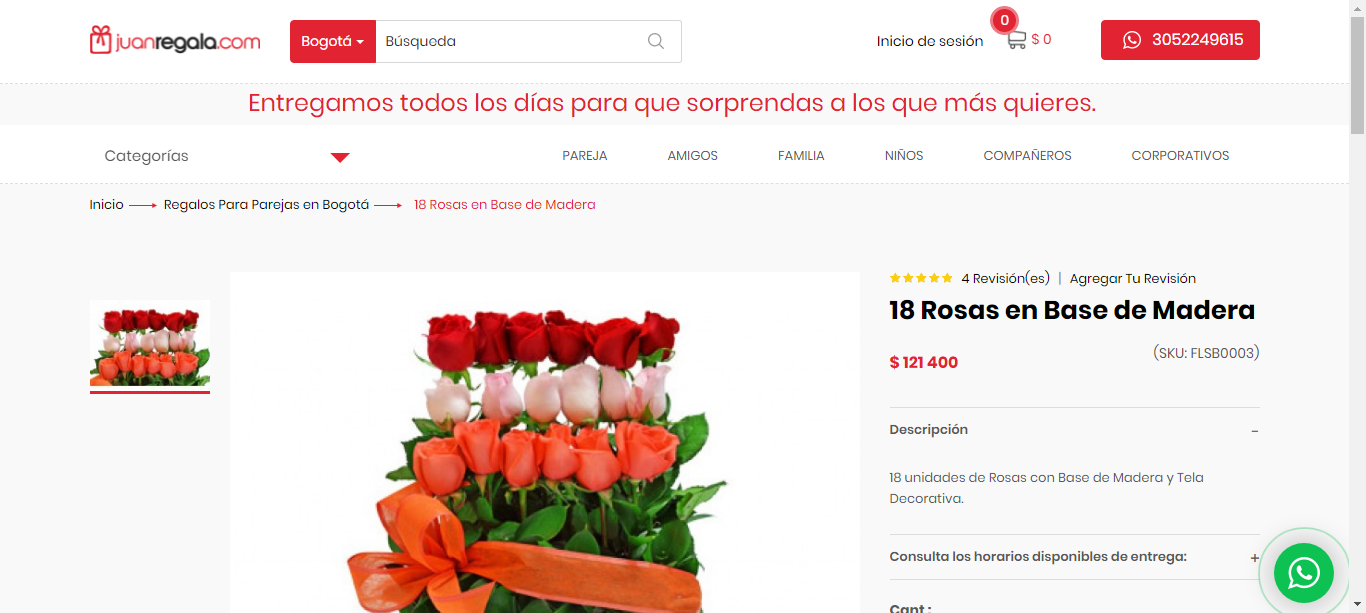 juanregala.com
Bogotá
Búsqueda
Inicio de sesión
0
$ 0
3052249615
Entregamos todos los días para que sorprendas a los que más quieres.
Categorías
PAREJA
AMIGOS
FAMILIA
NIÑOS
COMPAÑEROS
CORPORATIVOS
Inicio
Regalos Para Parejas en Bogotá
18 Rosas en Base de Madera
4 Revisión(es) | Agregar Tu Revisión
18 Rosas en Base de Madera
$ 121 400
(SKU: FLSB0003)
Descripción
18 unidades de Rosas con Base de Madera y Tela
Decorativa.
Consulta los horarios disponibles de entrega:
Cant :